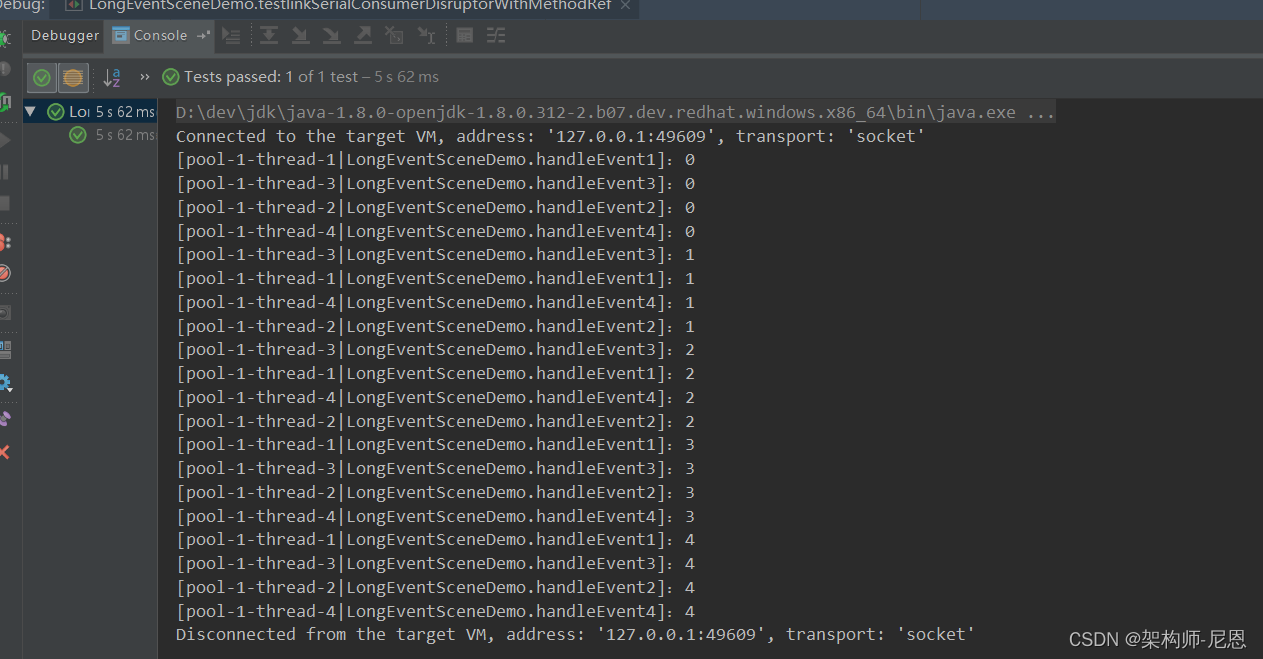 Debug: LongEventSceneDemo.testlinkSerialConsumerDisruptorWithMethodRef
Debugger Console
Tests passed: 1 of 1 test – 5 s 62 ms
Loi 5 s 62 ms
5 s 62 ms
D:\dev\jdk\java-1.8.0-openjdk-1.8.0.312-2.b07.dev.redhat.windows.x86_64\bin\java.exe ...
Connected to the target VM, address: '127.0.0.1:49609', transport: 'socket'
[pool-1-thread-1|LongEventSceneDemo.handleEvent1]：0
[pool-1-thread-3|LongEventSceneDemo.handleEvent3]：0
[pool-1-thread-2|LongEventSceneDemo.handleEvent2]：0
[pool-1-thread-4|LongEventSceneDemo.handleEvent4]：0
[pool-1-thread-3|LongEventSceneDemo.handleEvent3]：1
[pool-1-thread-1|LongEventSceneDemo.handleEvent1]：1
[pool-1-thread-4|LongEventSceneDemo.handleEvent4]：1
[pool-1-thread-2|LongEventSceneDemo.handleEvent2]：1
[pool-1-thread-3|LongEventSceneDemo.handleEvent3]：2
[pool-1-thread-1|LongEventSceneDemo.handleEvent1]：2
[pool-1-thread-4|LongEventSceneDemo.handleEvent4]：2
[pool-1-thread-2|LongEventSceneDemo.handleEvent2]：2
[pool-1-thread-1|LongEventSceneDemo.handleEvent1]：3
[pool-1-thread-3|LongEventSceneDemo.handleEvent3]：3
[pool-1-thread-2|LongEventSceneDemo.handleEvent2]：3
[pool-1-thread-4|LongEventSceneDemo.handleEvent4]：3
[pool-1-thread-1|LongEventSceneDemo.handleEvent1]：4
[pool-1-thread-3|LongEventSceneDemo.handleEvent3]：4
[pool-1-thread-2|LongEventSceneDemo.handleEvent2]：4
[pool-1-thread-4|LongEventSceneDemo.handleEvent4]：4
Disconnected from the target VM, address: '127.0.0.1:49609', transport: 'socket'
CSDN @架构师-尼恩